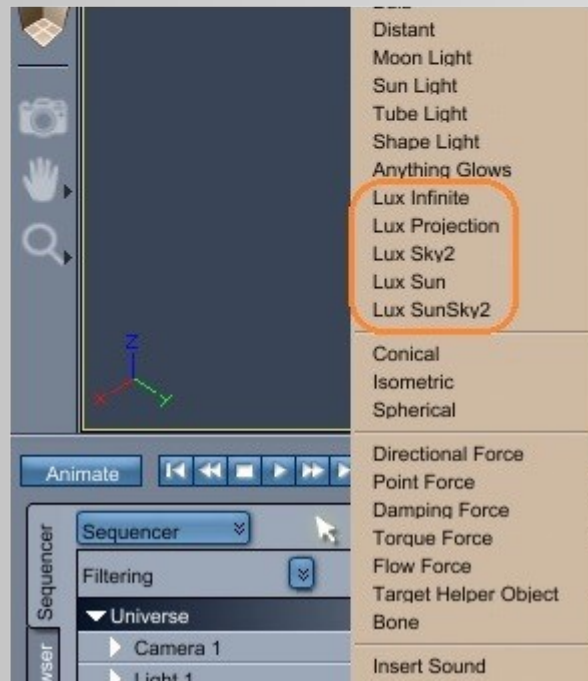 Distant
Moon Light
Sun Light
Tube Light
Shape Light
Anything Glows
Lux Infinite
Lux Projection
Lux Sky2
Lux Sun
Lux SunSky2
Conical
Isometric
Spherical
Directional Force
Point Force
Damping Force
Torque Force
Flow Force
Target Helper Object
Bone
Insert Sound
Z
X
Y
Animate
Sequencer
Sequencer
Filtering
Universe
Camera 1
Light 1